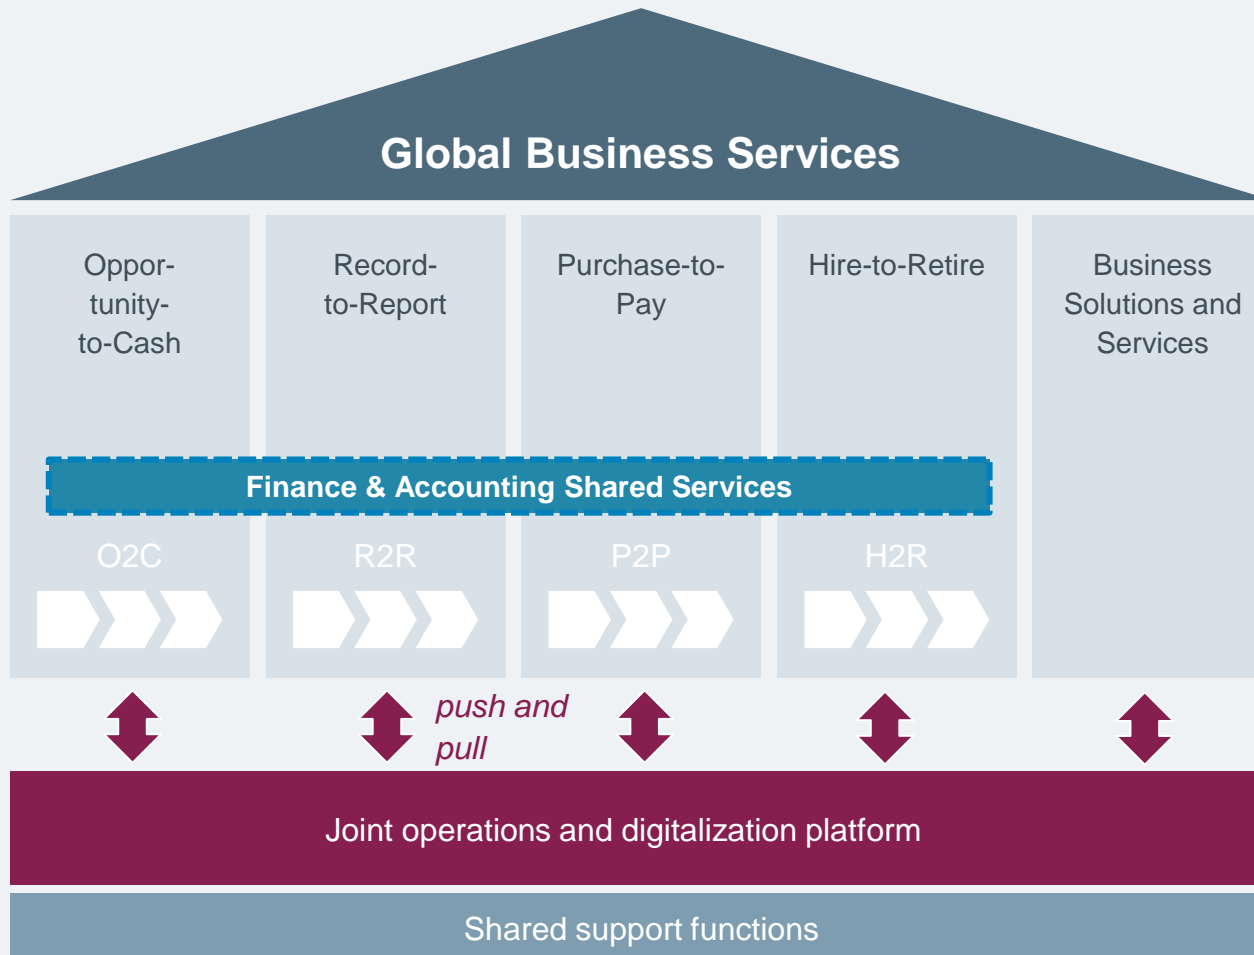 Global Business Services
Oppor-
tunity-
to-Cash
Record-
to-Report
Purchase-to-
Pay
Hire-to-Retire
Business
Solutions and
Services
Finance & Accounting Shared Services
O2C
R2R
P2P
H2R
push and
pull
Joint operations and digitalization platform
Shared support functions